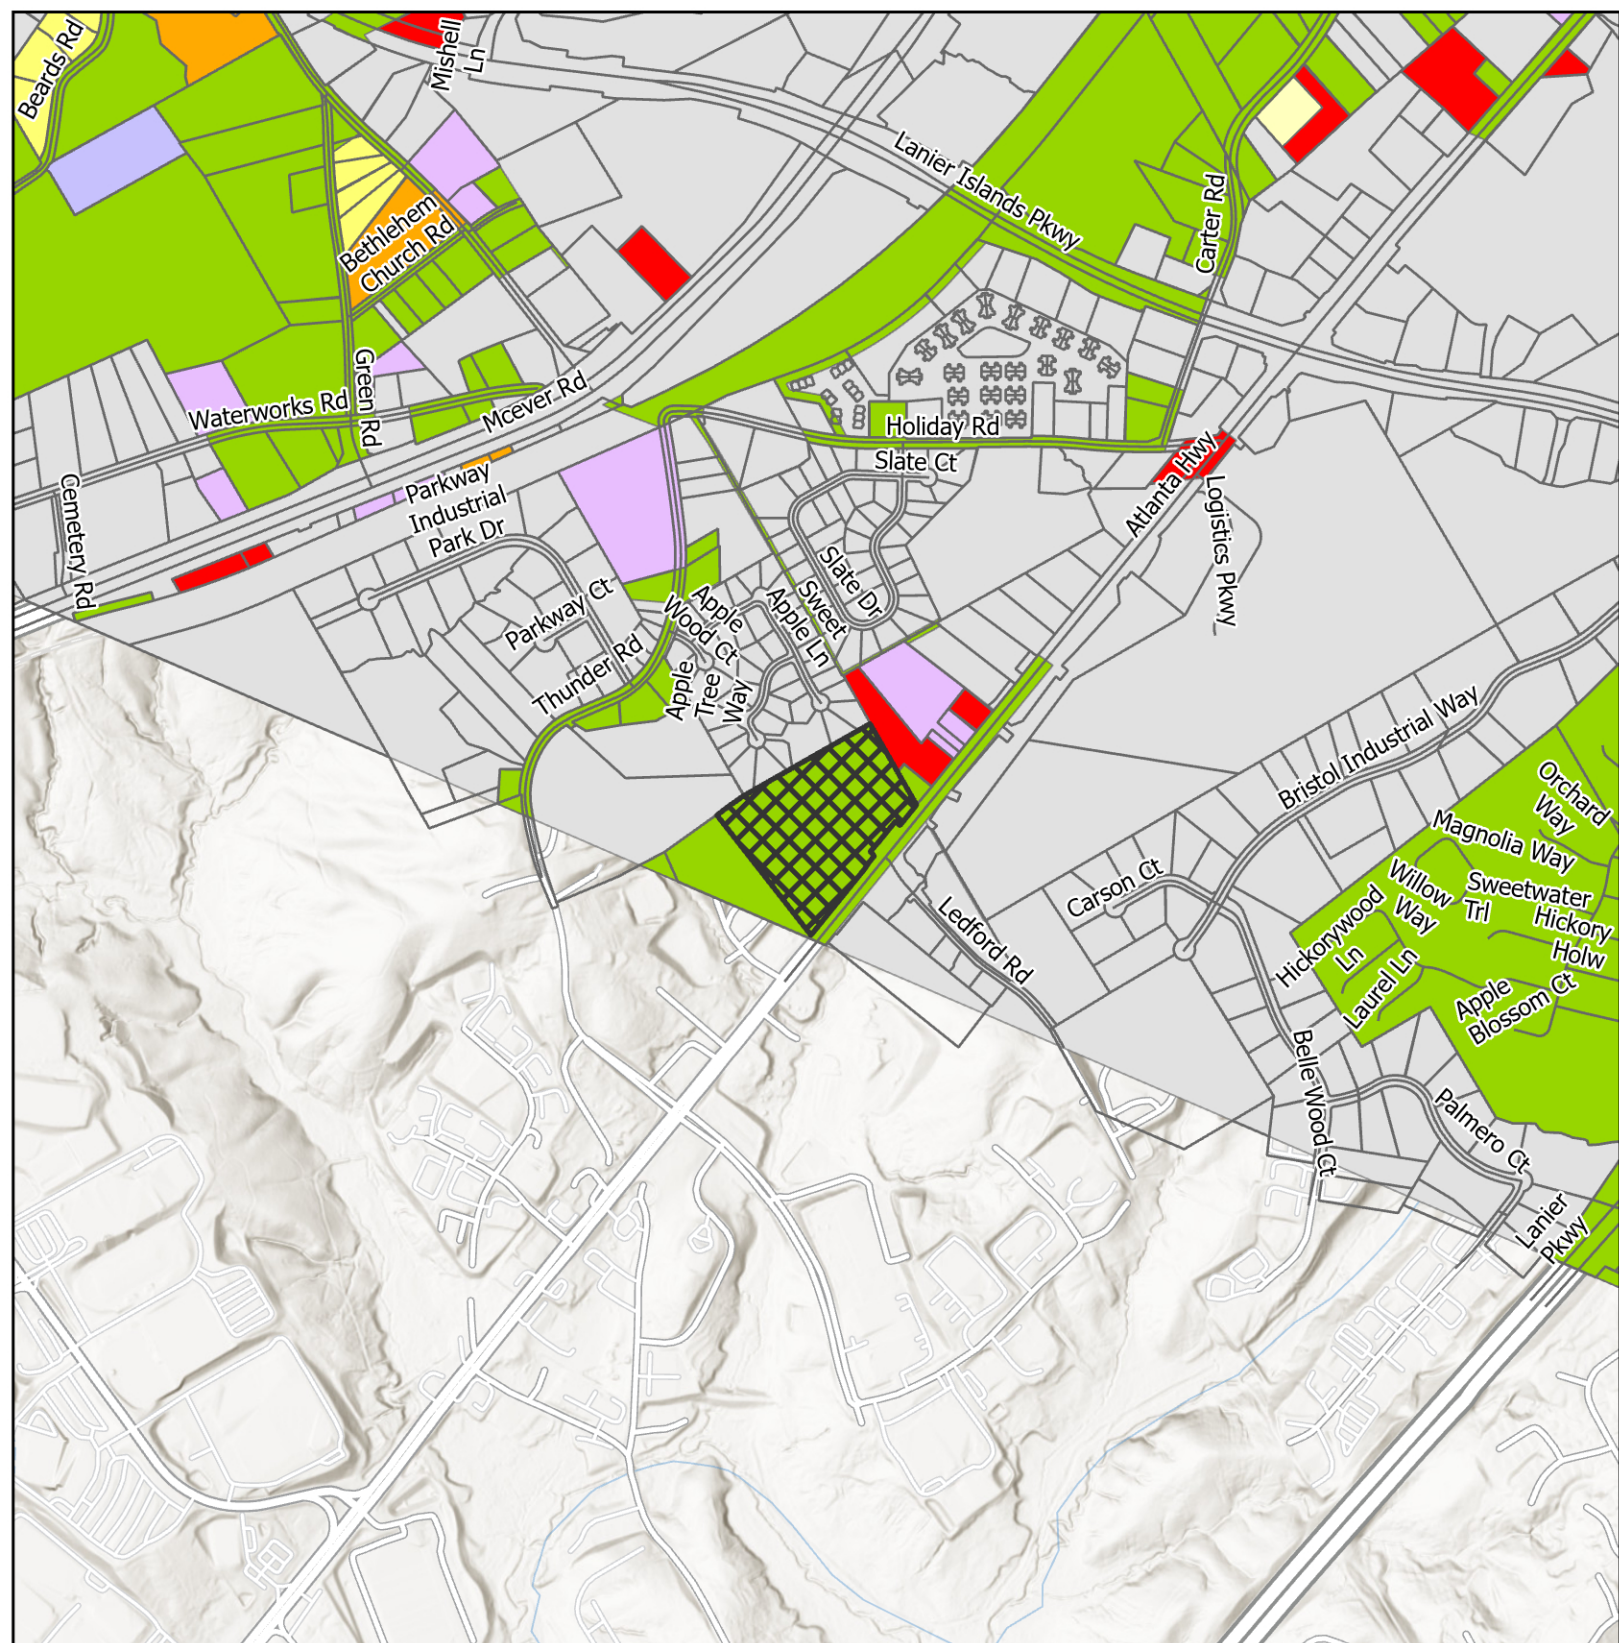 Beards Rd
Mishell
Ln
Lanier Islands Pkwy
Carter Rd
Bethlehem
Church Rd
Green Rd
Waterworks Rd
Mcever Rd
Holiday Rd
Slate Ct
Atlanta Hwy
Logistics Pkwy
Cemetery Rd
Parkway
Industrial
Park Dr
Parkway Ct
Thunder Rd
Apple
Wood Ct
Apple
Tree
Way
Sweet
Apple Ln
Slate Dr
Bristol Industrial Way
Orchard
Way
Magnolia Way
Willow
Way
Sweetwater
Trl
Hickory
Holw
Hickorywood
Ln
Laurel Ln
Apple
Blossom Ct
Carson Ct
Ledford Rd
Belle Wood Ct
Palmero Ct
Lanier
Pkwy